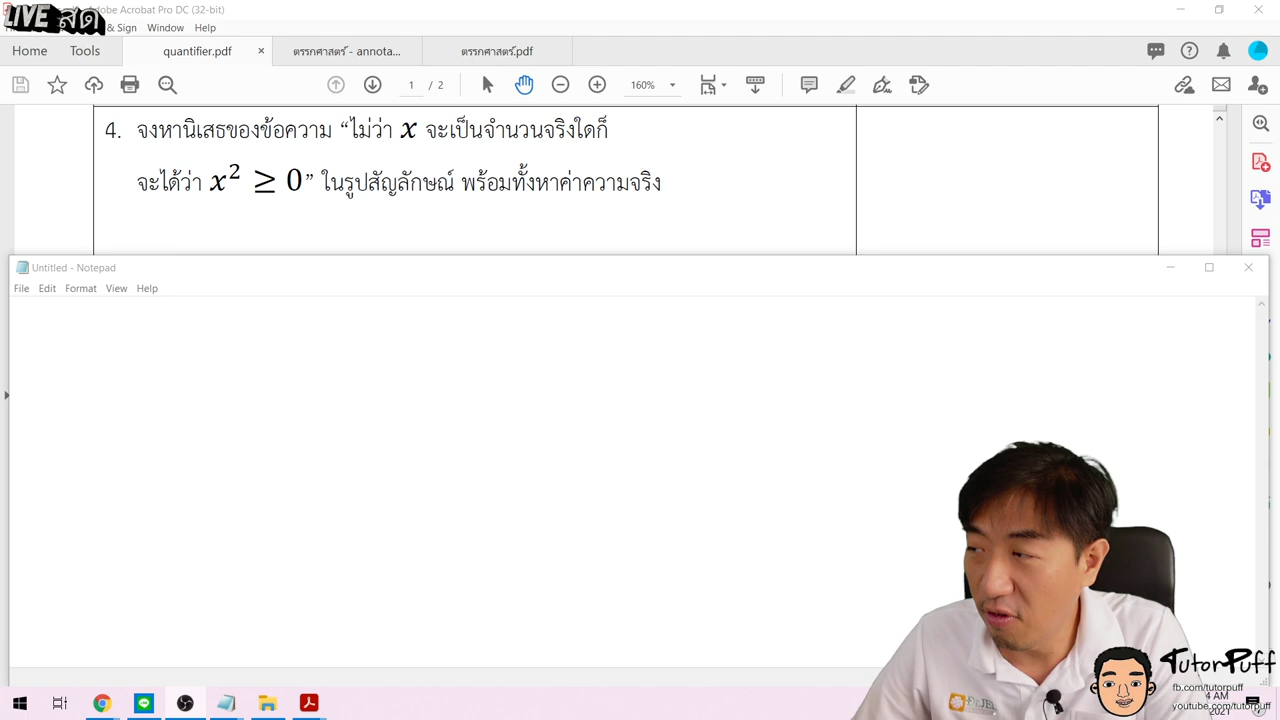 LIVE สด
Adobe Acrobat Pro DC (32-bit)
& Sign Window Help
Home Tools quantifier.pdf × ตรรกศาสตร์ - annota... ตรรกศาสตร์.pdf
1 / 2 160%
4. จงหานิเสธของข้อความ “ไม่ว่า x จะเป็นจำนวนจริงใดก็
จะได้ว่า x² ≥ 0” ในรูปสัญลักษณ์ พร้อมทั้งหาค่าความจริง
Untitled - Notepad
File Edit Format View Help
TutorPuff
fb.com/tutorpuff
youtube.com/tutorpuff
4 AM
2021